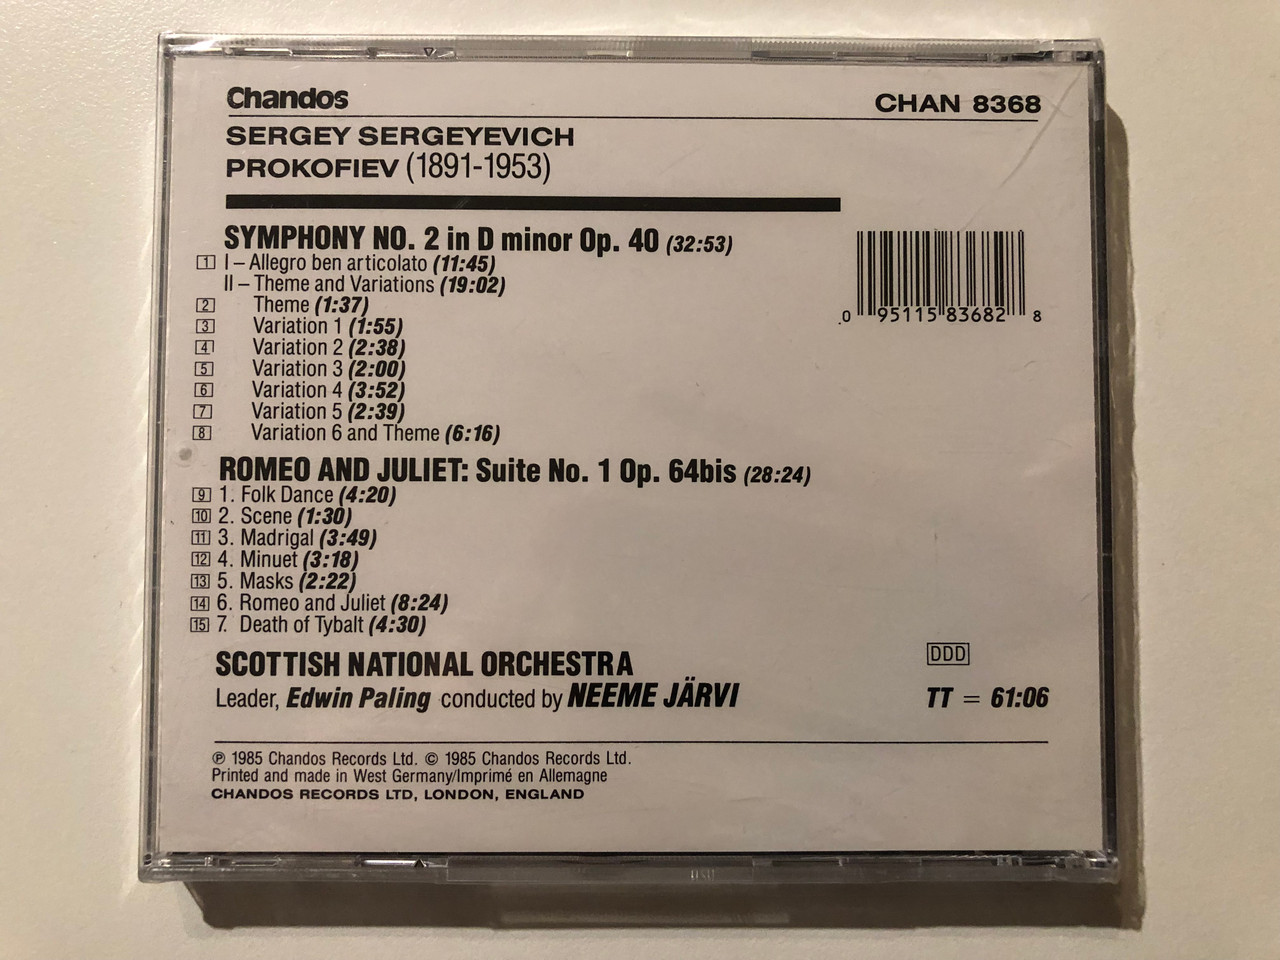 Chandos CHAN 8368
SERGEY SERGEYEVICH
PROKOFIEV (1891-1953)
SYMPHONY NO. 2 in D minor Op. 40 (32:53)
1 I – Allegro ben articolato (11:45)
II – Theme and Variations (19:02)
2 Theme (1:37)
3 Variation 1 (1:55)
4 Variation 2 (2:38)
5 Variation 3 (2:00)
6 Variation 4 (3:52)
7 Variation 5 (2:39)
8 Variation 6 and Theme (6:16)
0 95115 83682 8
ROMEO AND JULIET: Suite No. 1 Op. 64bis (28:24)
9 1. Folk Dance (4:20)
10 2. Scene (1:30)
11 3. Madrigal (3:49)
12 4. Minuet (3:18)
13 5. Masks (2:22)
14 6. Romeo and Juliet (8:24)
15 7. Death of Tybalt (4:30)
SCOTTISH NATIONAL ORCHESTRA DDD
Leader, Edwin Paling conducted by NEEME JÄRVI TT = 61:06
℗ 1985 Chandos Records Ltd. © 1985 Chandos Records Ltd.
Printed and made in West Germany/Imprimé en Allemagne
CHANDOS RECORDS LTD, LONDON, ENGLAND